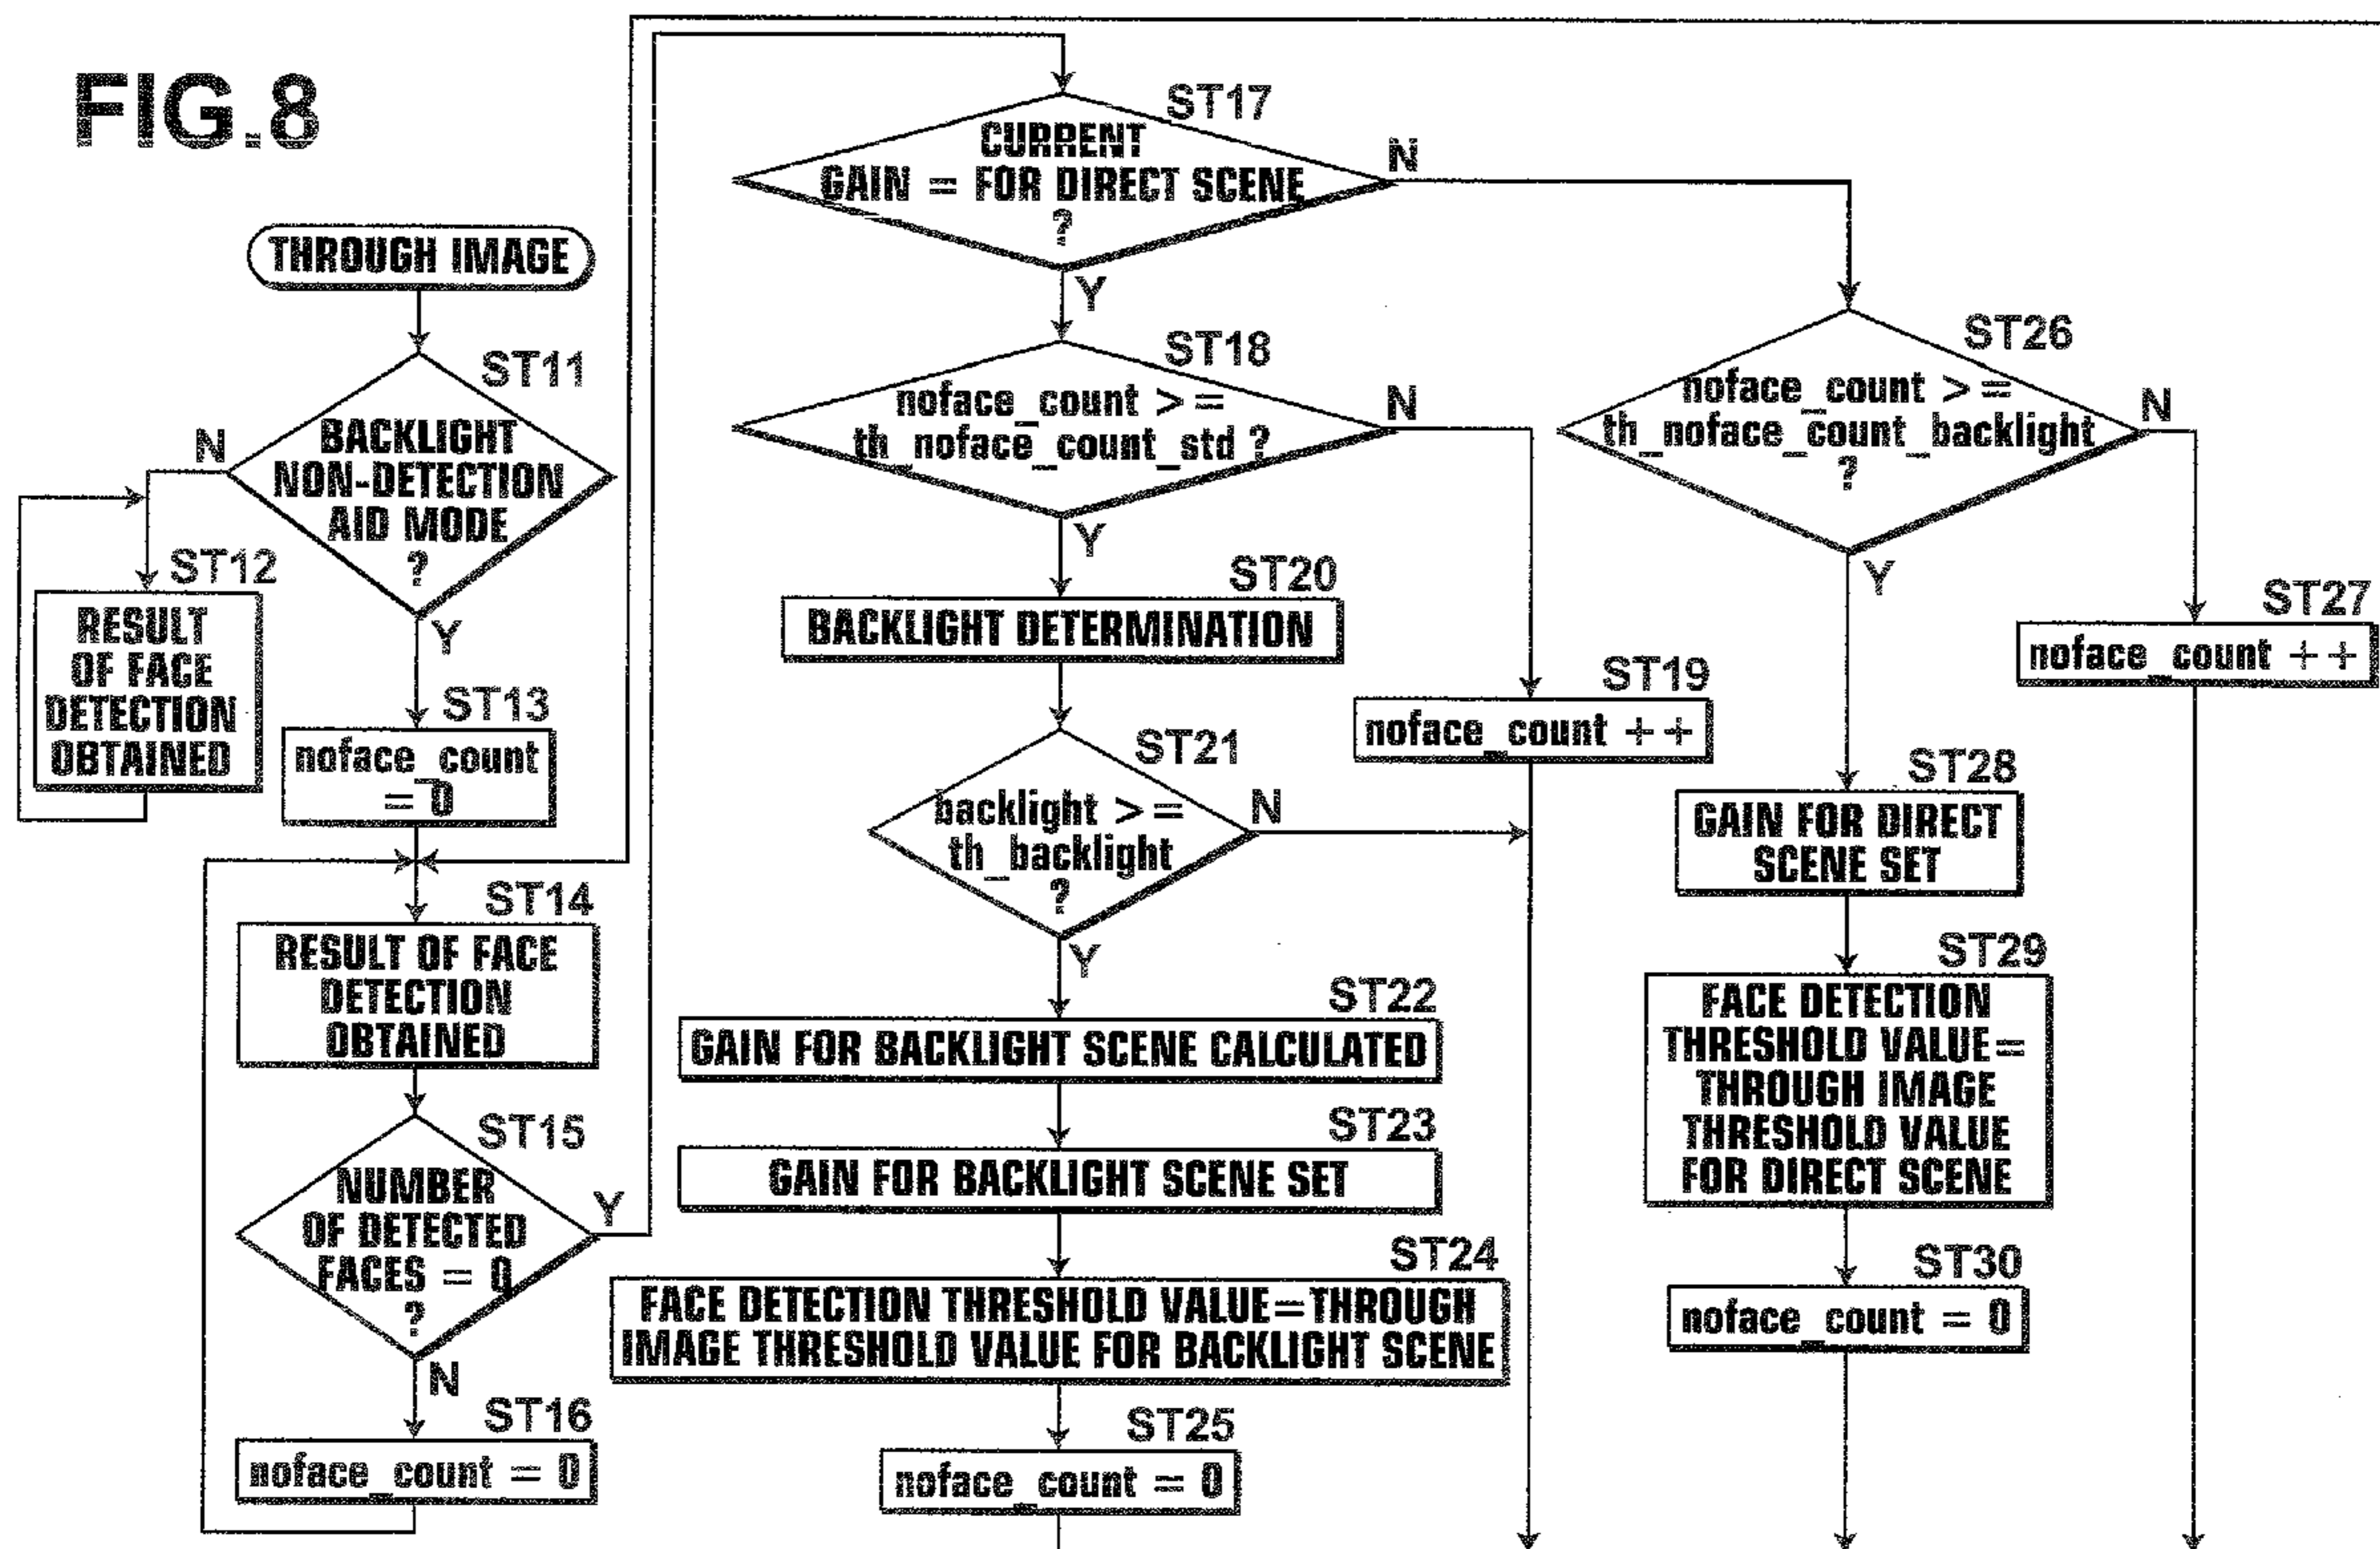 FIG.8
THROUGH IMAGE
ST11
BACKLIGHT
NON-DETECTION
AID MODE
?
N
Y
ST12
RESULT
OF FACE
DETECTION
OBTAINED
ST13
noface_count
= 0
ST14
RESULT OF FACE
DETECTION
OBTAINED
ST15
NUMBER
OF DETECTED
FACES = 0
?
Y
N
ST16
noface_count = 0
ST17
CURRENT
GAIN = FOR DIRECT SCENE
?
N
Y
ST18
noface_count >=
th_noface_count_std ?
N
Y
ST19
noface_count ++
ST20
BACKLIGHT DETERMINATION
ST21
backlight >=
th_backlight
?
N
Y
ST22
GAIN FOR BACKLIGHT SCENE CALCULATED
ST23
GAIN FOR BACKLIGHT SCENE SET
ST24
FACE DETECTION THRESHOLD VALUE=THROUGH
IMAGE THRESHOLD VALUE FOR BACKLIGHT SCENE
ST25
noface_count = 0
ST26
noface_count >=
th_noface_count_backlight
?
N
Y
ST27
noface_count ++
ST28
GAIN FOR DIRECT
SCENE SET
ST29
FACE DETECTION
THRESHOLD VALUE=
THROUGH IMAGE
THRESHOLD VALUE
FOR DIRECT SCENE
ST30
noface_count = 0